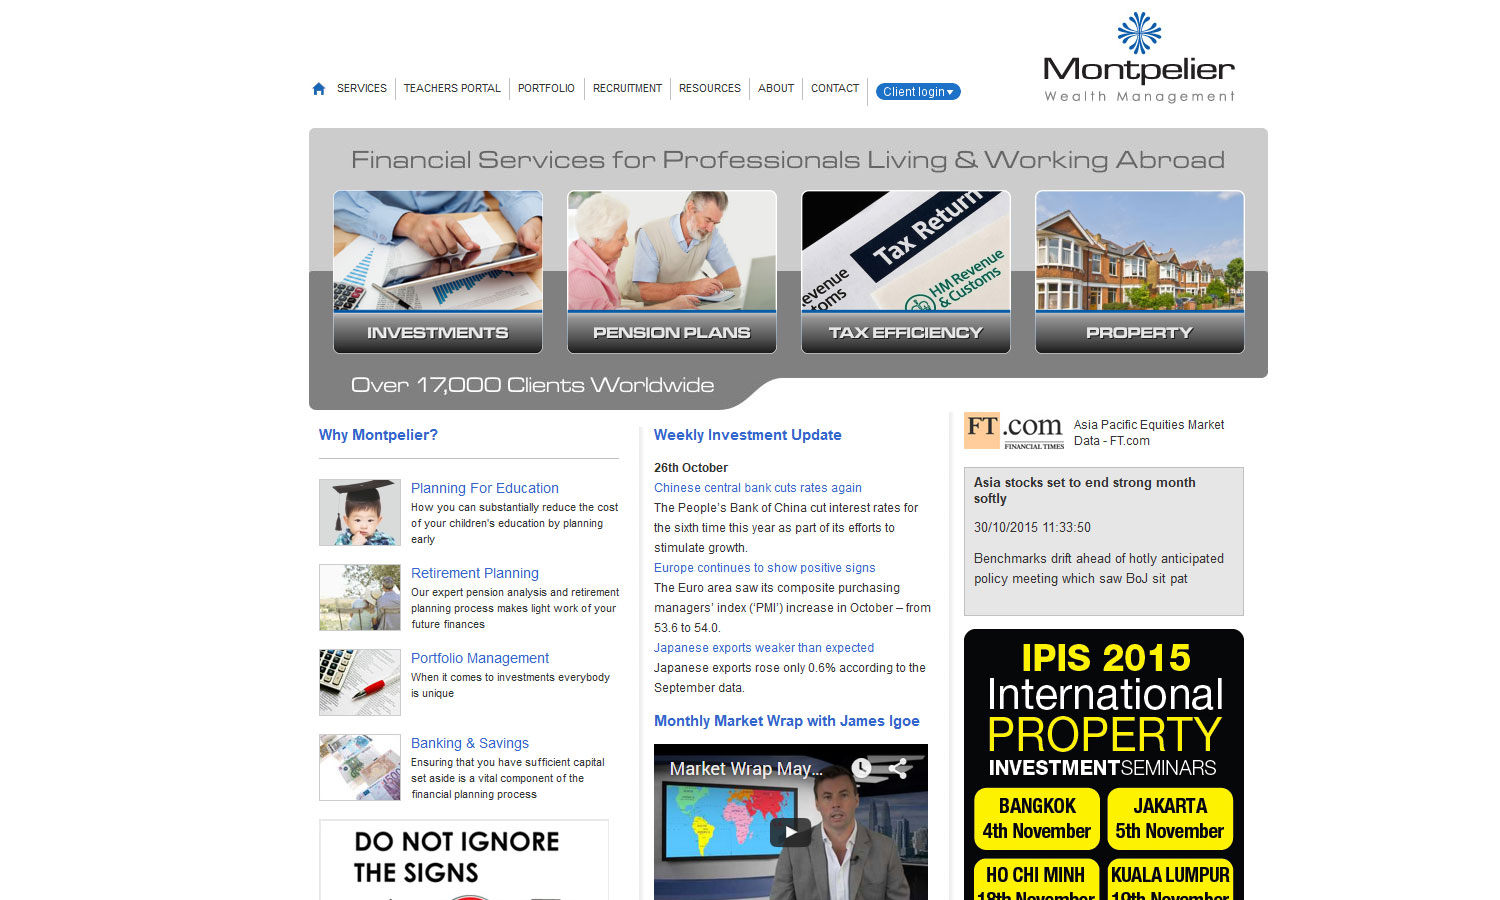 Montpelier
Wealth Management
SERVICES
TEACHERS PORTAL
PORTFOLIO
RECRUITMENT
RESOURCES
ABOUT
CONTACT
Client login
Financial Services for Professionals Living & Working Abroad
Tax Return
evenue
toms
HM Revenue
& Customs
INVESTMENTS
PENSION PLANS
TAX EFFICIENCY
PROPERTY
Over 17,000 Clients Worldwide
Why Montpelier?
Planning For Education
How you can substantially reduce the cost
of your children's education by planning
early
Retirement Planning
Our expert pension analysis and retirement
planning process makes light work of your
future finances
Portfolio Management
When it comes to investments everybody
is unique
Banking & Savings
Ensuring that you have sufficient capital
set aside is a vital component of the
financial planning process
DO NOT IGNORE
THE SIGNS
Weekly Investment Update
26th October
Chinese central bank cuts rates again
The People's Bank of China cut interest rates for
the sixth time this year as part of its efforts to
stimulate growth.
Europe continues to show positive signs
The Euro area saw its composite purchasing
managers' index ('PMI') increase in October – from
53.6 to 54.0.
Japanese exports weaker than expected
Japanese exports rose only 0.6% according to the
September data.
Monthly Market Wrap with James Igoe
Market Wrap May...
FT.com
FINANCIAL TIMES
Asia Pacific Equities Market
Data - FT.com
Asia stocks set to end strong month
softly
30/10/2015 11:33:50
Benchmarks drift ahead of hotly anticipated
policy meeting which saw BoJ sit pat
IPIS 2015
International
PROPERTY
INVESTMENTSEMINARS
BANGKOK
4th November
JAKARTA
5th November
HO CHI MINH
18th November
KUALA LUMPUR
19th November